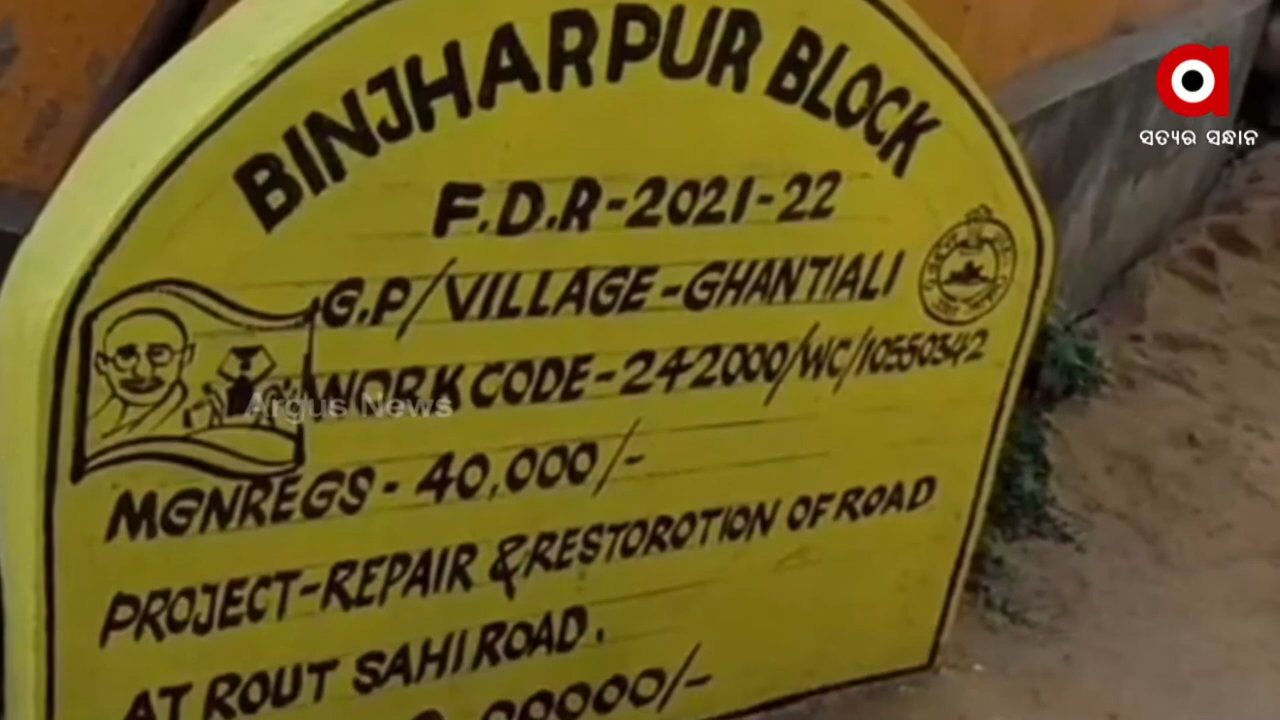 BINJHARPUR BLOCK
F.D.R-2021-22
G.P/VILLAGE-GHANTIALI
WORK CODE-242000/WC/10550342
MGNREGS-40,000/-
PROJECT-REPAIR &RESTOROTION OF ROAD
AT ROUT SAHI ROAD.
ସତ୍ୟର ସନ୍ଧାନ
Argus News